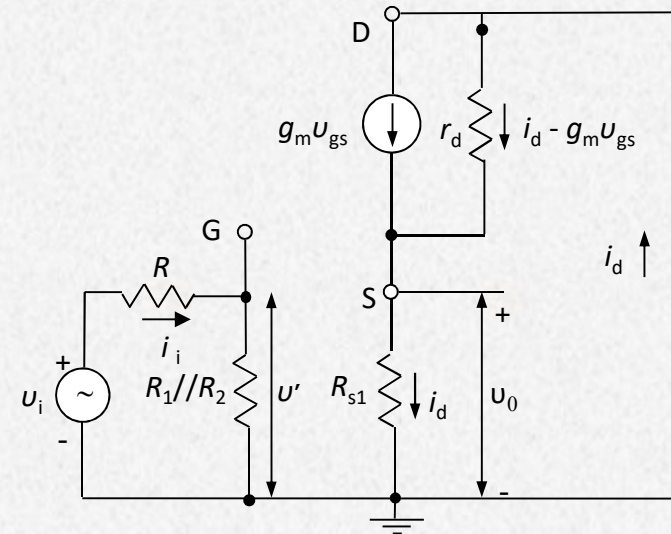 D
gmυgs
rd
id - gmυgs
G
id
R
S
+
ii
+
υi
~
R1//R2
υ'
Rs1
id
υ0
-
-